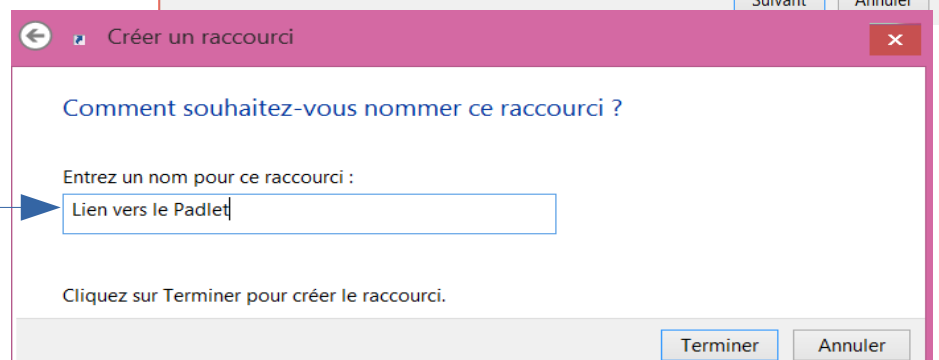 Suivant Annuler
Créer un raccourci
Comment souhaitez-vous nommer ce raccourci ?
Entrez un nom pour ce raccourci :
Lien vers le Padlet
Cliquez sur Terminer pour créer le raccourci.
Terminer Annuler